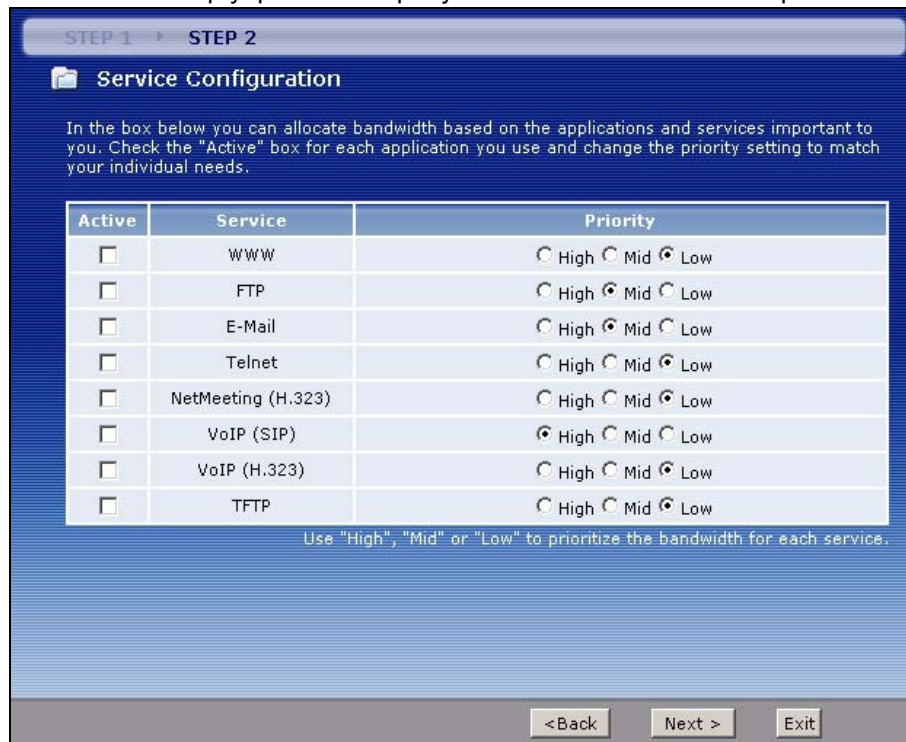 STEP 1 STEP 2
Service Configuration
In the box below you can allocate bandwidth based on the applications and services important to
you. Check the "Active" box for each application you use and change the priority setting to match
your individual needs.
Active Service Priority
WWW High Mid Low
FTP High Mid Low
E-Mail High Mid Low
Telnet High Mid Low
NetMeeting (H.323) High Mid Low
VoIP (SIP) High Mid Low
VoIP (H.323) High Mid Low
TFTP High Mid Low
Use "High", "Mid" or "Low" to prioritize the bandwidth for each service.
<Back Next > Exit